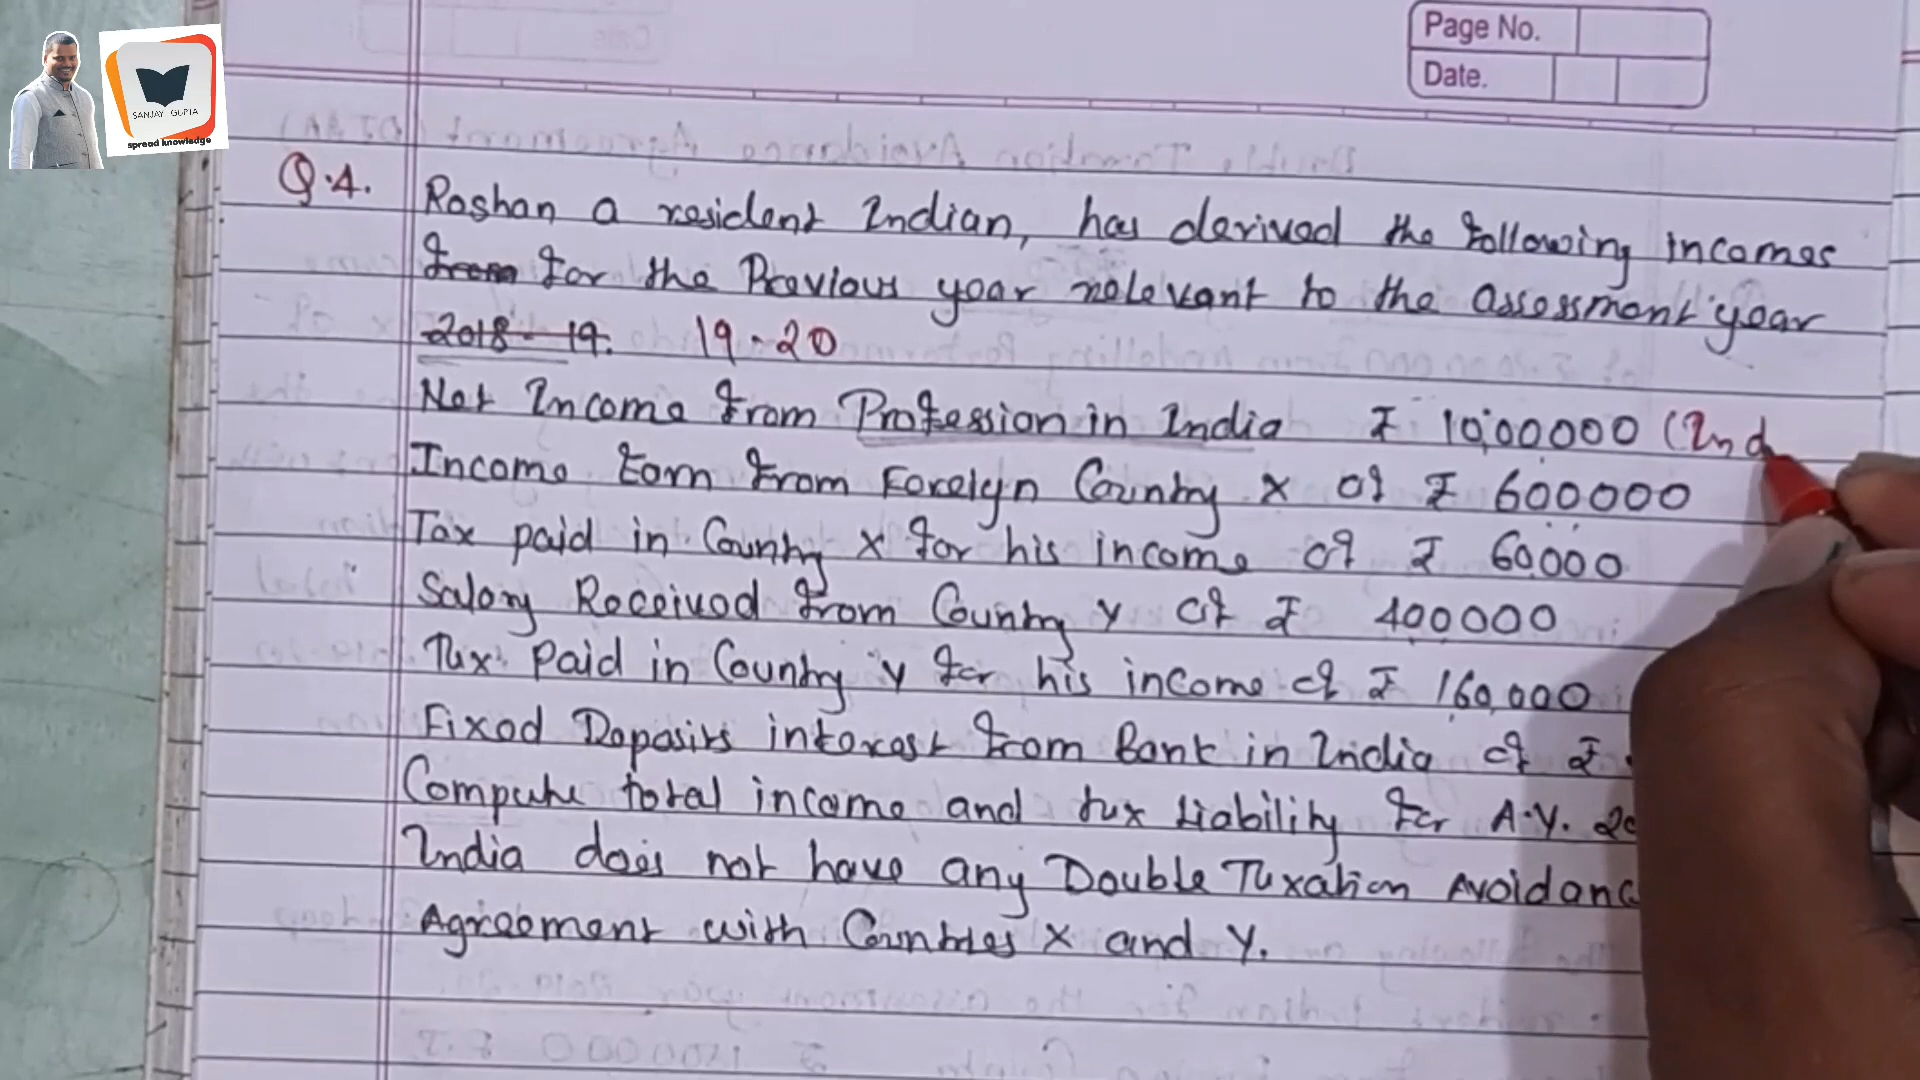 SANJAY GUPTA
spread knowledge
Page No.
Date.
Q.4. Roshan a resident Indian, has derived the following incomes
from for the Previous year relevant to the assessment year
2018-19. 19-20
Net Income from Profession in India ₹ 10,00000 (Ind
Income Earn from Foreign Country X of ₹ 600000
Tax paid in Country X for his income of ₹ 60,000
Salary Received from Country Y of ₹ 400000
Tax Paid in Country Y for his income of ₹ 160,000
Fixed Deposits interest from Bank in India of ₹
Compute total income and tax liability for A.Y. 20
India does not have any Double Taxation Avoidanc
Agreement with Countries X and Y.